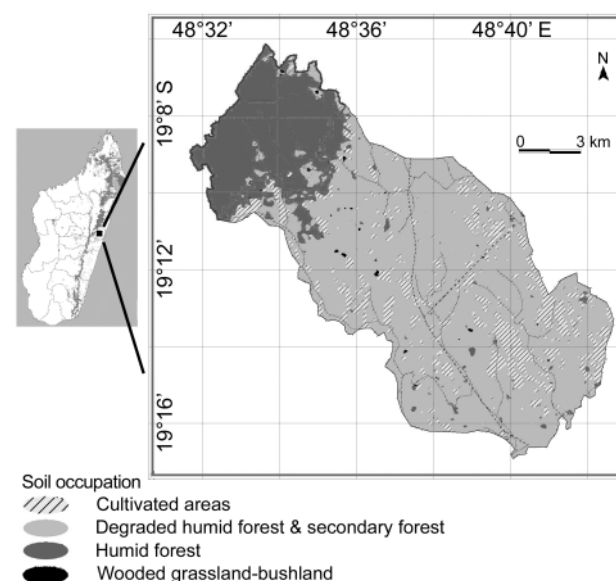 48°32' 48°36' 48°40' E
N
19°8' S
0 3 km
19°12'
19°16'
Soil occupation
Cultivated areas
Degraded humid forest & secondary forest
Humid forest
Wooded grassland-bushland